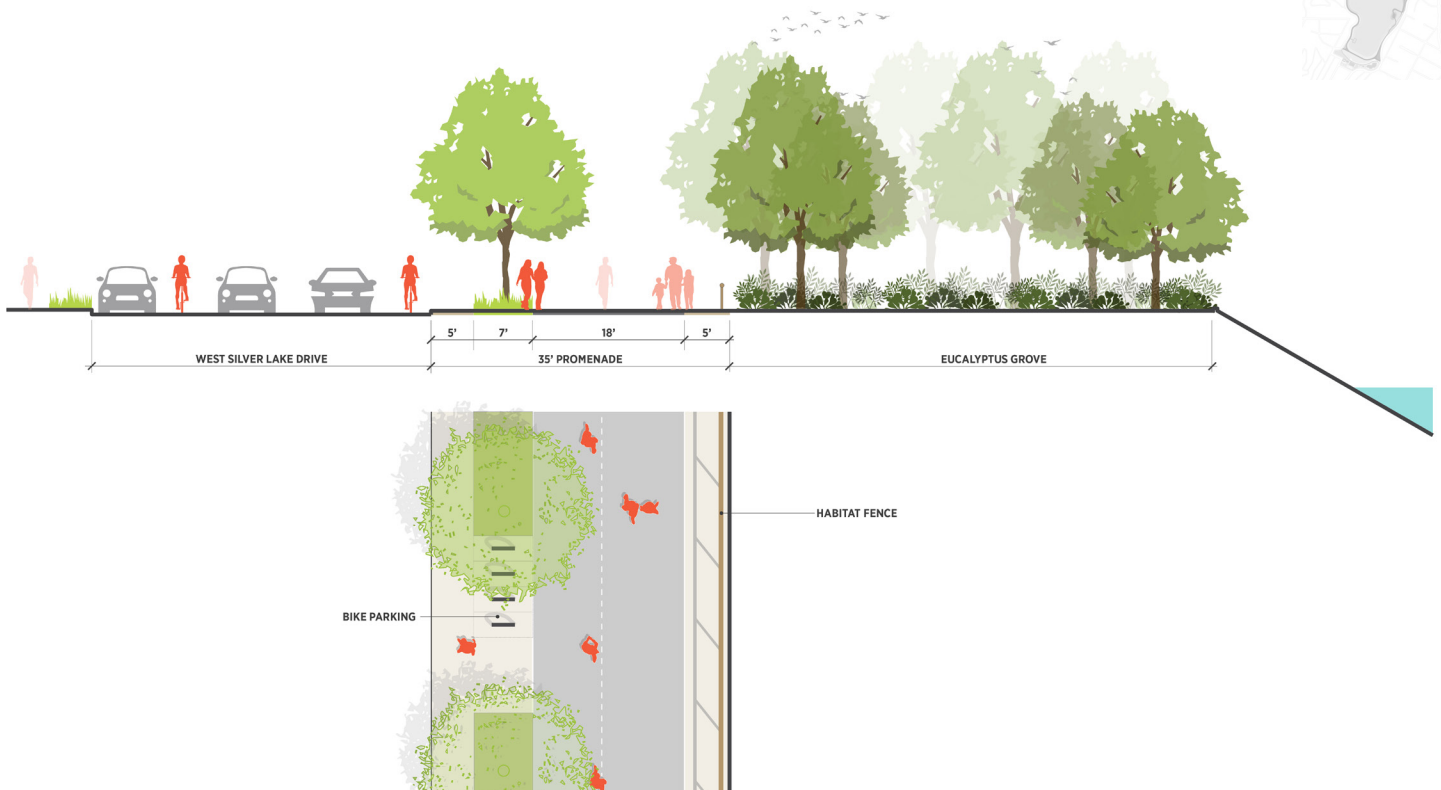 5’ 7’ 18’ 5’
WEST SILVER LAKE DRIVE
35’ PROMENADE
EUCALYPTUS GROVE
HABITAT FENCE
BIKE PARKING